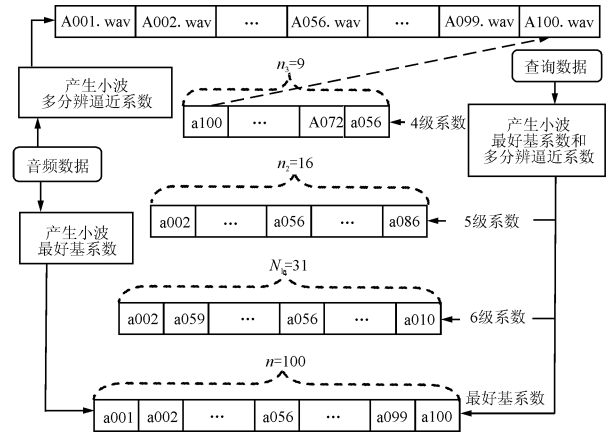 A001.wav A002.wav … A056.wav … A099.wav A100.wav
产生小波
多分辨逼近系数
n3=9
查询数据
a100 … A072 a056
4级系数
产生小波
最好基系数和
多分辨逼近系数
音频数据
n2=16
产生小波
最好基系数
a002 … a056 … a086
5级系数
=31
a002 a059 … a056 … a010
6级系数
n=100
最好基系数
a001 a002 … a056 … a099 a100